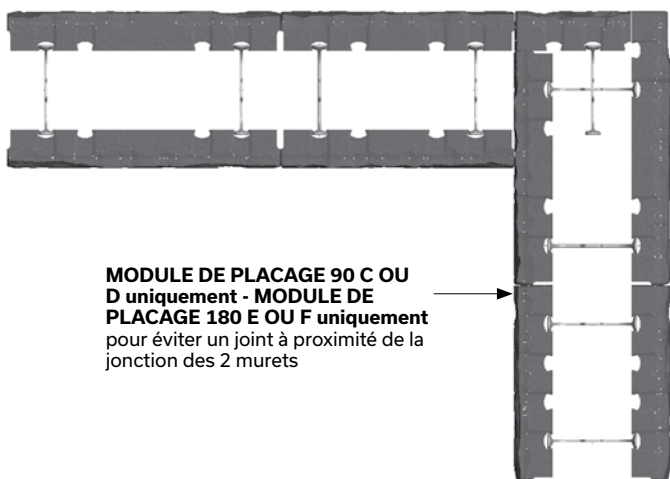 MODULE DE PLACAGE 90 C OU
D uniquement - MODULE DE
PLACAGE 180 E OU F uniquement
pour éviter un joint à proximité de la
jonction des 2 murets